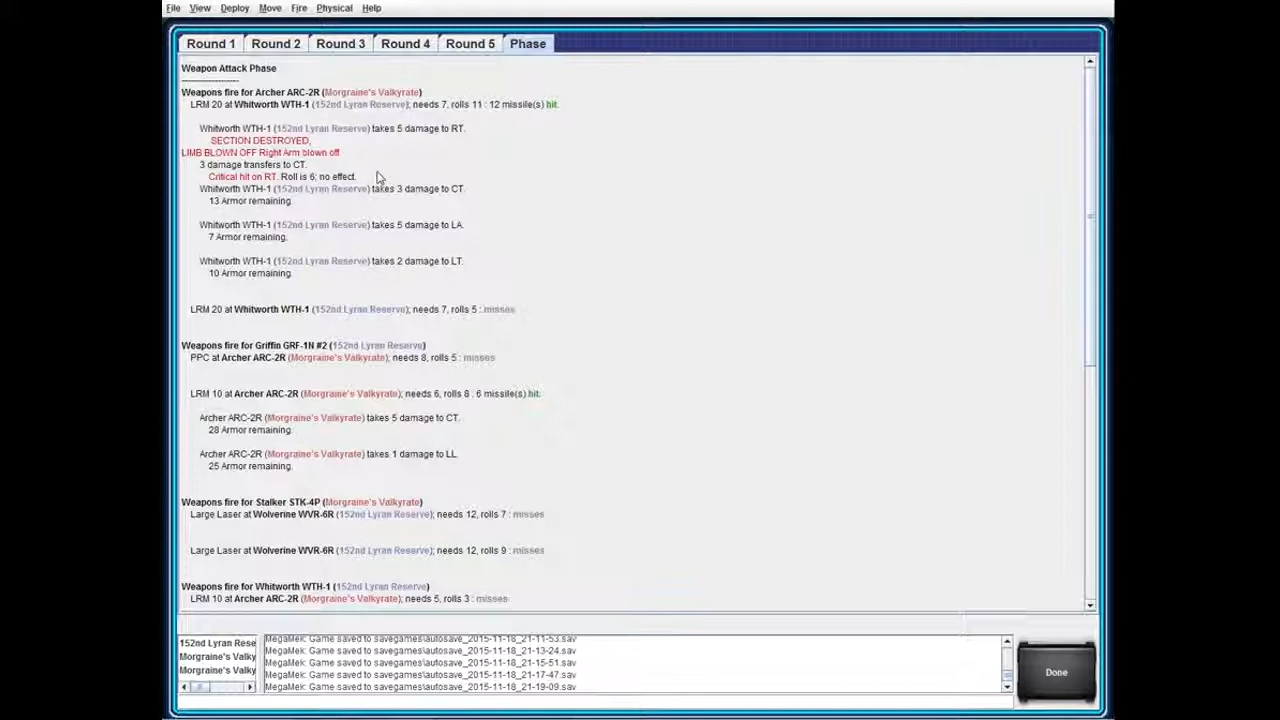 File View Deploy Move Fire Physical Help
Round 1 Round 2 Round 3 Round 4 Round 5 Phase
Weapon Attack Phase
-------------------
Weapons fire for Archer ARC-2R (Morgraine's Valkyrate)
LRM 20 at Whitworth WTH-1 (152nd Lyran Reserve); needs 7, rolls 11 : 12 missile(s) hit.
Whitworth WTH-1 (152nd Lyran Reserve) takes 5 damage to RT.
SECTION DESTROYED,
LIMB BLOWN OFF Right Arm blown off
3 damage transfers to CT.
Critical hit on RT. Roll is 6; no effect.
Whitworth WTH-1 (152nd Lyran Reserve) takes 3 damage to CT.
13 Armor remaining.
Whitworth WTH-1 (152nd Lyran Reserve) takes 5 damage to LA.
7 Armor remaining.
Whitworth WTH-1 (152nd Lyran Reserve) takes 2 damage to LT.
10 Armor remaining.
LRM 20 at Whitworth WTH-1 (152nd Lyran Reserve); needs 7, rolls 5 : misses
Weapons fire for Griffin GRF-1N #2 (152nd Lyran Reserve)
PPC at Archer ARC-2R (Morgraine's Valkyrate); needs 8, rolls 5 : misses
LRM 10 at Archer ARC-2R (Morgraine's Valkyrate); needs 6, rolls 8 : 6 missile(s) hit.
Archer ARC-2R (Morgraine's Valkyrate) takes 5 damage to CT.
28 Armor remaining.
Archer ARC-2R (Morgraine's Valkyrate) takes 1 damage to LL.
25 Armor remaining.
Weapons fire for Stalker STK-4P (Morgraine's Valkyrate)
Large Laser at Wolverine WVR-6R (152nd Lyran Reserve); needs 12, rolls 7 : misses
Large Laser at Wolverine WVR-6R (152nd Lyran Reserve); needs 12, rolls 9 : misses
Weapons fire for Whitworth WTH-1 (152nd Lyran Reserve)
LRM 10 at Archer ARC-2R (Morgraine's Valkyrate); needs 5, rolls 3 : misses
152nd Lyran Rese
Morgraine's Valky
Morgraine's Valky
MegaMek: Game saved to savegames\autosave_2015-11-18_21-11-53.sav
MegaMek: Game saved to savegames\autosave_2015-11-18_21-13-24.sav
MegaMek: Game saved to savegames\autosave_2015-11-18_21-15-51.sav
MegaMek: Game saved to savegames\autosave_2015-11-18_21-17-47.sav
MegaMek: Game saved to savegames\autosave_2015-11-18_21-19-09.sav
Done